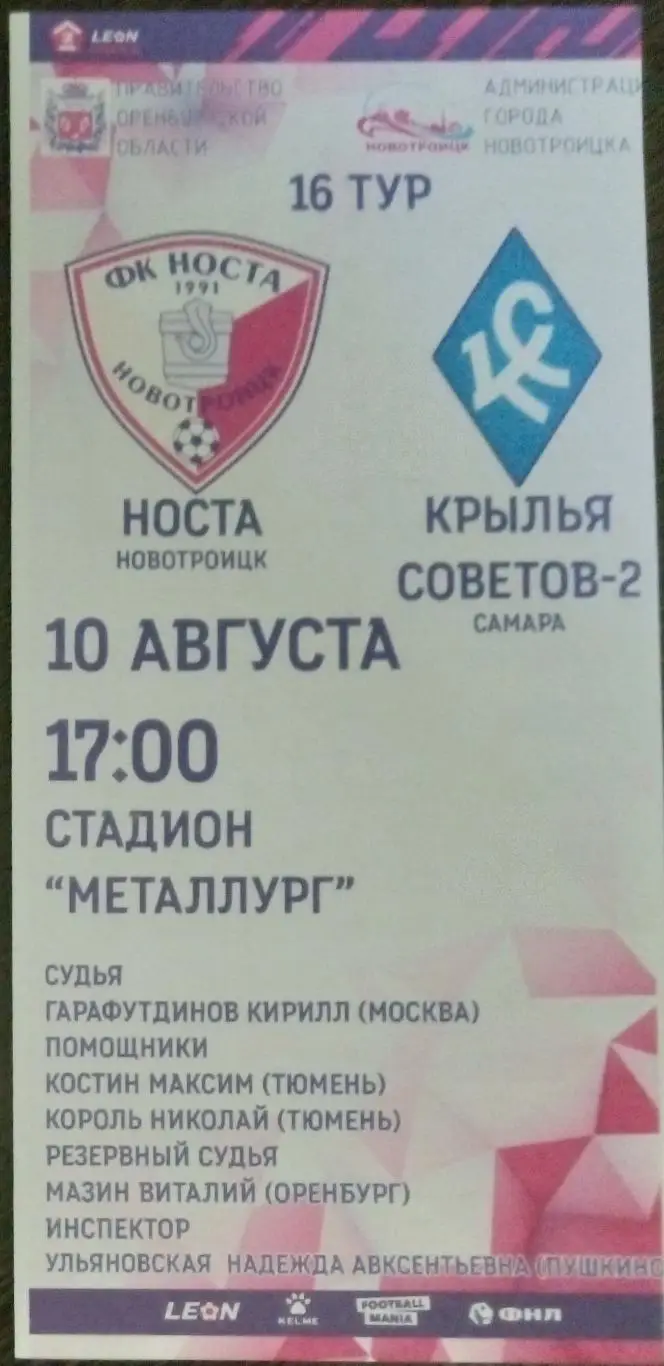 LEON
ПРАВИТЕЛЬСТВО
ОРЕНБУРГСКОЙ
ОБЛАСТИ
НОВОТРОИЦК
АДМИНИСТРАЦИ
ГОРОДА
НОВОТРОИЦКА
16 ТУР
ФК НОСТА
1991
НОВОТРОИЦК
КС
НОСТА
НОВОТРОИЦК
КРЫЛЬЯ
СОВЕТОВ-2
САМАРА
10 АВГУСТА
17:00
СТАДИОН
“МЕТАЛЛУРГ”
СУДЬЯ
ГАРАФУТДИНОВ КИРИЛЛ (МОСКВА)
ПОМОЩНИКИ
КОСТИН МАКСИМ (ТЮМЕНЬ)
КОРОЛЬ НИКОЛАЙ (ТЮМЕНЬ)
РЕЗЕРВНЫЙ СУДЬЯ
МАЗИН ВИТАЛИЙ (ОРЕНБУРГ)
ИНСПЕКТОР
УЛЬЯНОВСКАЯ НАДЕЖДА АВКСЕНТЬЕВНА (ПУШКИНО
LEON
KELME
FOOTBALL
MANIA
ФНЛ